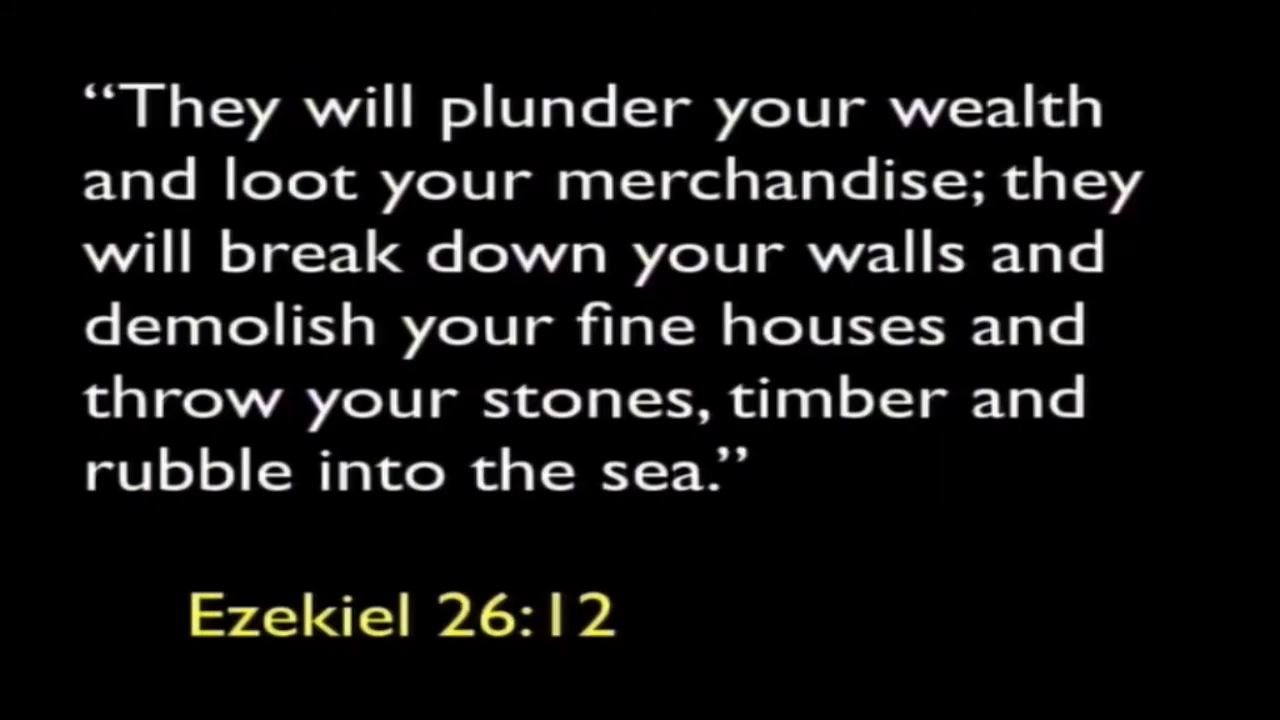 “They will plunder your wealth
and loot your merchandise; they
will break down your walls and
demolish your fine houses and
throw your stones, timber and
rubble into the sea.”
Ezekiel 26:12